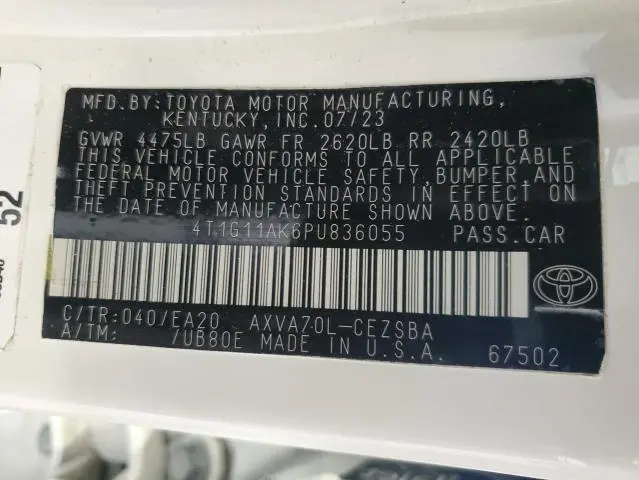 MFD.BY:TOYOTA MOTOR MANUFACTURING,
KENTUCKY, INC.07/23
GVWR 4475LB GAWR FR 2620LB RR 2420LB
THIS VEHICLE CONFORMS TO ALL APPLICABLE
FEDERAL MOTOR VEHICLE SAFETY, BUMPER,AND
THEFT PREVENTION STANDARDS IN EFFECT ON
THE DATE OF MANUFACTURE SHOWN ABOVE.
4T1G11AK6PU836055 PASS.CAR
C/TR:040/EA20 AXVA70L-CEZSBA
A/TM: /UB80E MADE IN U.S.A. 67502
52